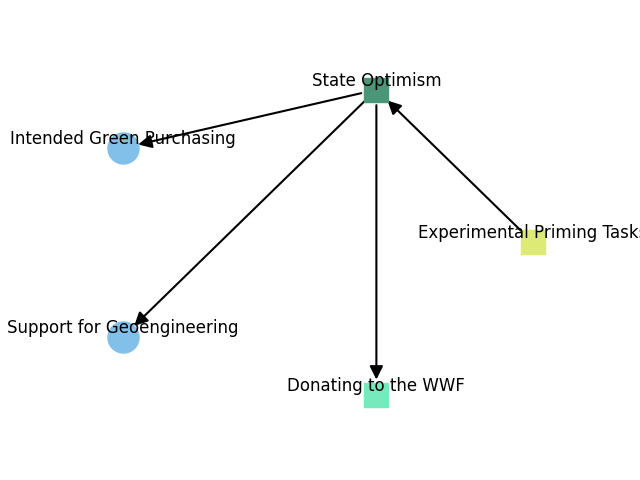 State Optimism
Intended Green Purchasing
Experimental Priming Tasks
Support for Geoengineering
Donating to the WWF